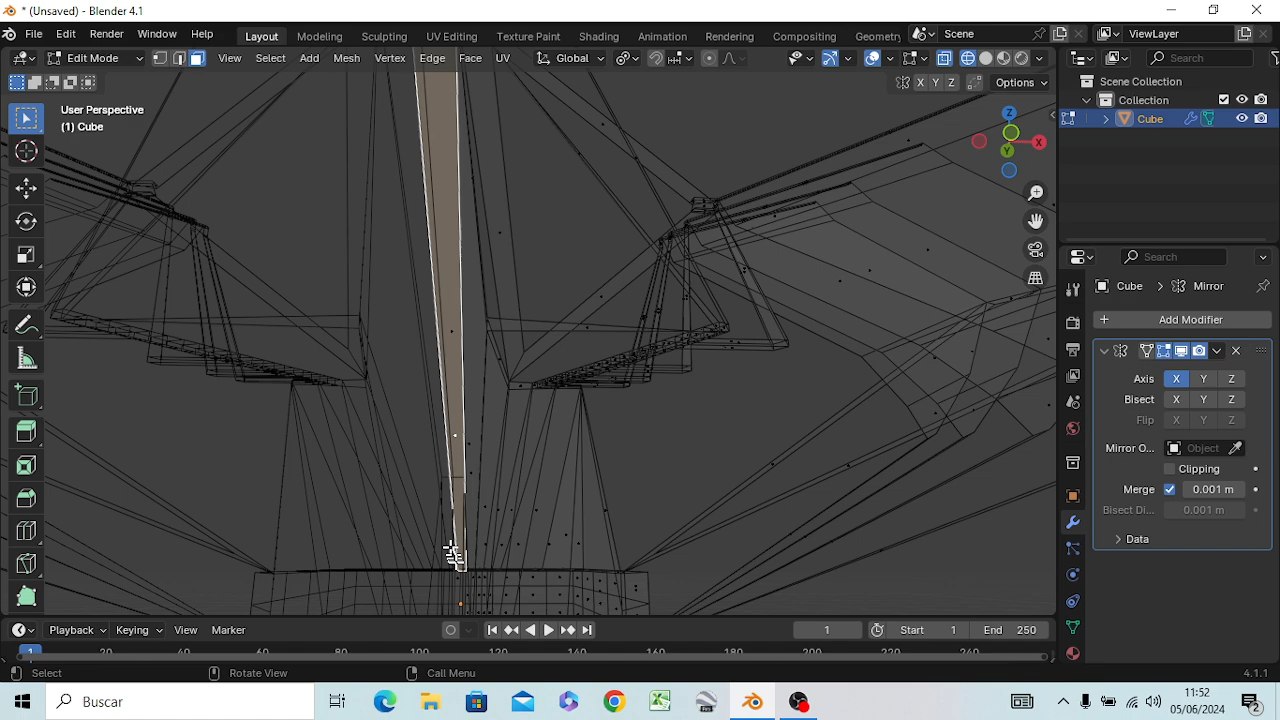 * (Unsaved) - Blender 4.1
File Edit Render Window Help
Layout Modeling Sculpting UV Editing Texture Paint Shading Animation Rendering Compositing Geometr
Scene ViewLayer
Edit Mode View Select Add Mesh Vertex Edge Face UV Global
Search
X Y Z Options
User Perspective
(1) Cube
Scene Collection
Collection
Cube
Z
Y
X
Search
Cube > Mirror
Add Modifier
Axis X Y Z
Bisect X Y Z
Flip X Y Z
Mirror O... Object
Clipping
Merge 0.001 m
Bisect Di... 0.001 m
Data
Playback Keying View Marker 1 Start 1 End 250
1 20 40 60 80 100 120 140 160 180 200 220 240
Select Rotate View Call Menu 4.1.1
Buscar
11:52
05/06/2024
2